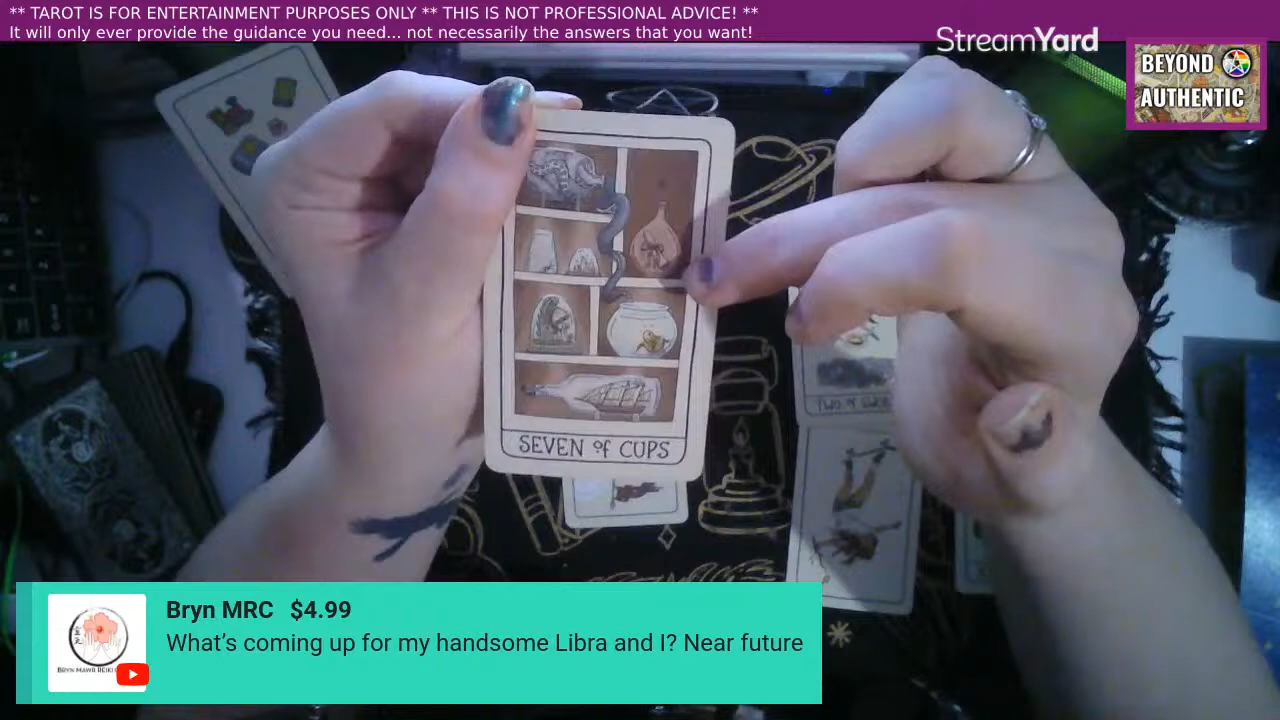 ** TAROT IS FOR ENTERTAINMENT PURPOSES ONLY ** THIS IS NOT PROFESSIONAL ADVICE! **
It will only ever provide the guidance you need... not necessarily the answers that you want!
StreamYard
BEYOND
AUTHENTIC
TWO of
SEVEN of CUPS
Bryn MRC $4.99
What’s coming up for my handsome Libra and I? Near future